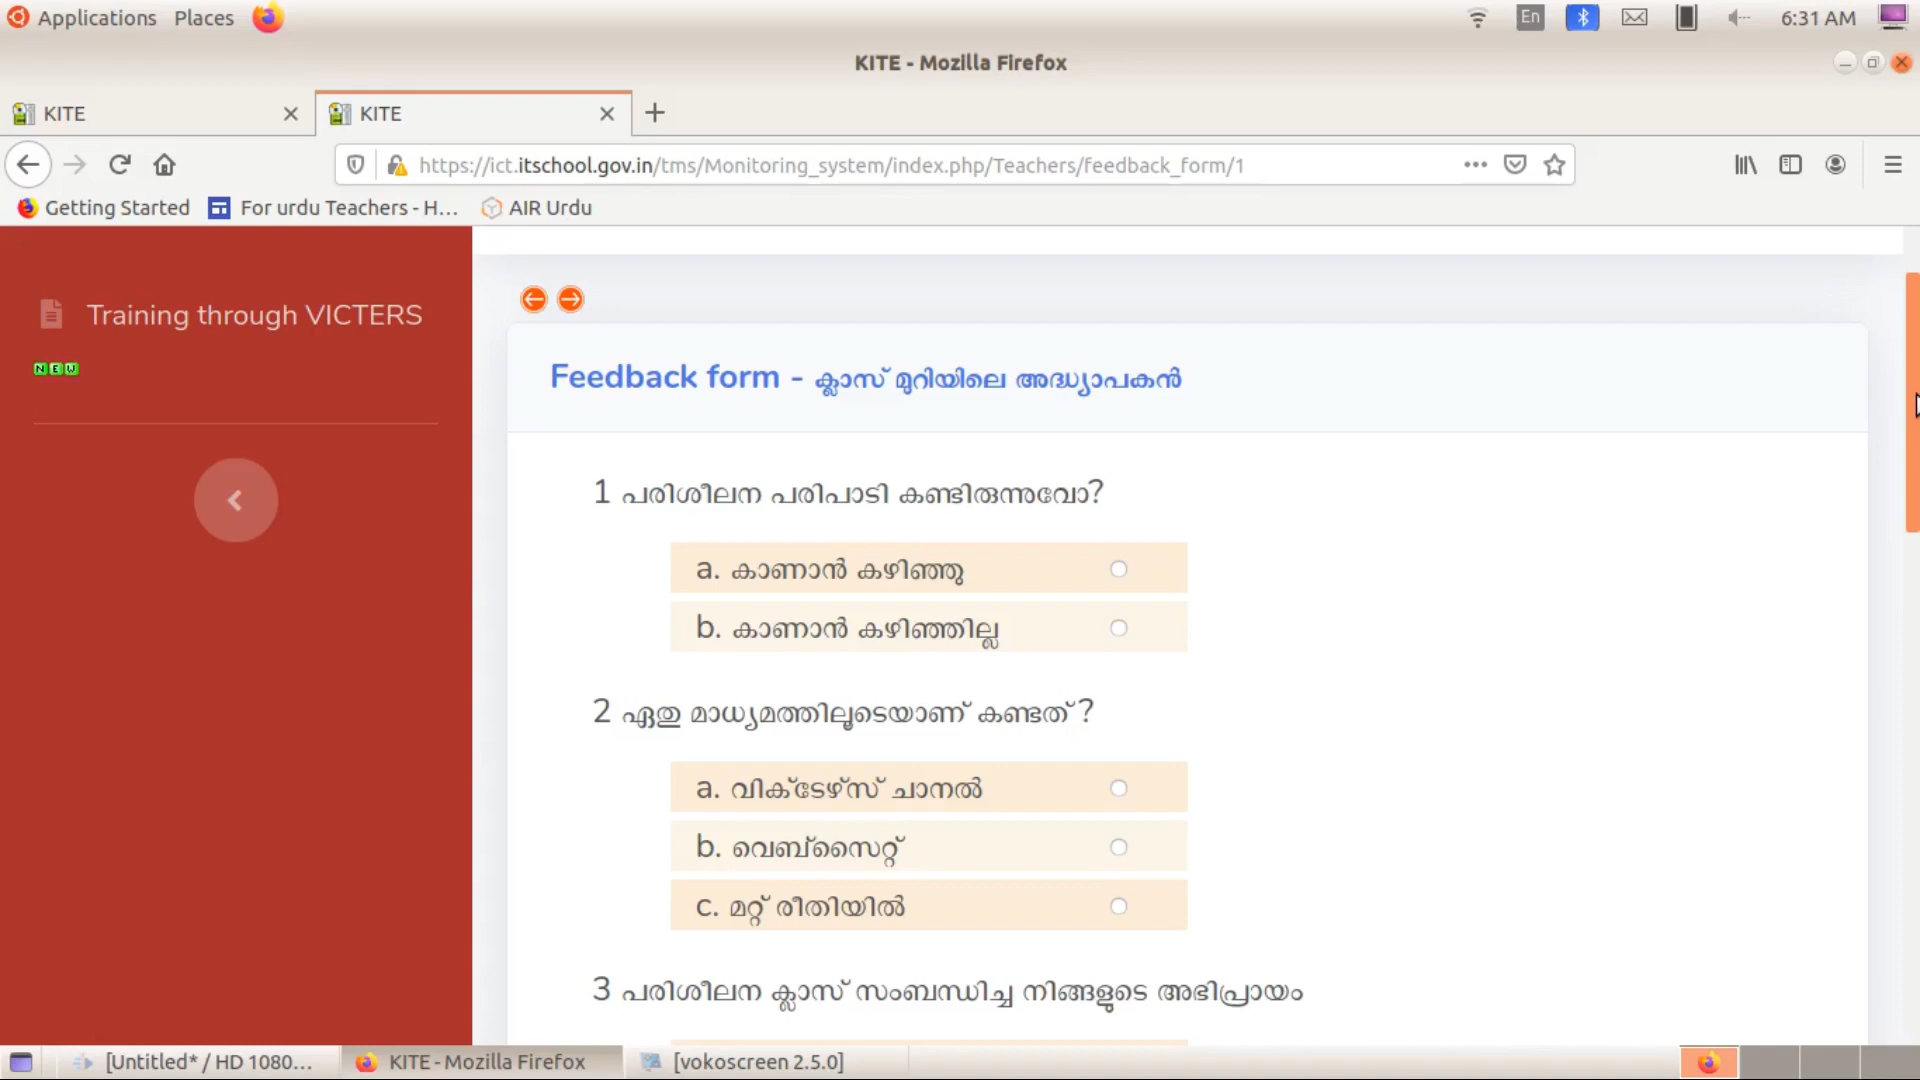 Applications Places En 6:31 AM
KITE - Mozilla Firefox
KITE KITE
https://ict.itschool.gov.in/tms/Monitoring_system/index.php/Teachers/feedback_form/1
Getting Started For urdu Teachers - H... AIR Urdu
Training through VICTERS
NEW
Feedback form - ക്ലാസ് മുറിയിലെ അദ്ധ്യാപകൻ
1 പരിശീലന പരിപാടി കണ്ടിരുന്നുവോ?
a. കാണാൻ കഴിഞ്ഞു
b. കാണാൻ കഴിഞ്ഞില്ല
2 ഏതു മാധ്യമത്തിലൂടെയാണ് കണ്ടത് ?
a. വിക്ടേഴ്സ് ചാനൽ
b. വെബ്സൈറ്റ്
c. മറ്റ് രീതിയിൽ
3 പരിശീലന ക്ലാസ് സംബന്ധിച്ച നിങ്ങളുടെ അഭിപ്രായം
[Untitled* / HD 1080... KITE - Mozilla Firefox [vokoscreen 2.5.0]